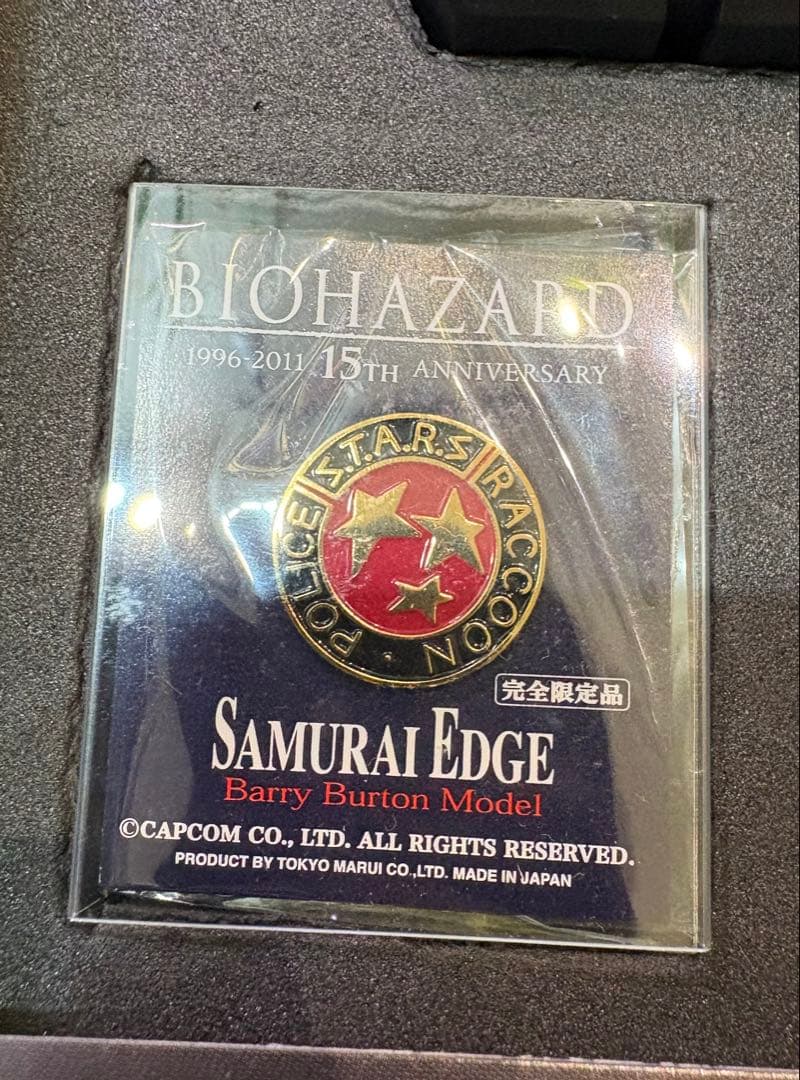 BIOHAZARD
1996-2011 15TH ANNIVERSARY
S.T.A.R.S
RACCOON
POLICE
完全限定品
SAMURAI EDGE
Barry Burton Model
©CAPCOM CO., LTD. ALL RIGHTS RESERVED.
PRODUCT BY TOKYO MARUI CO.,LTD. MADE IN JAPAN